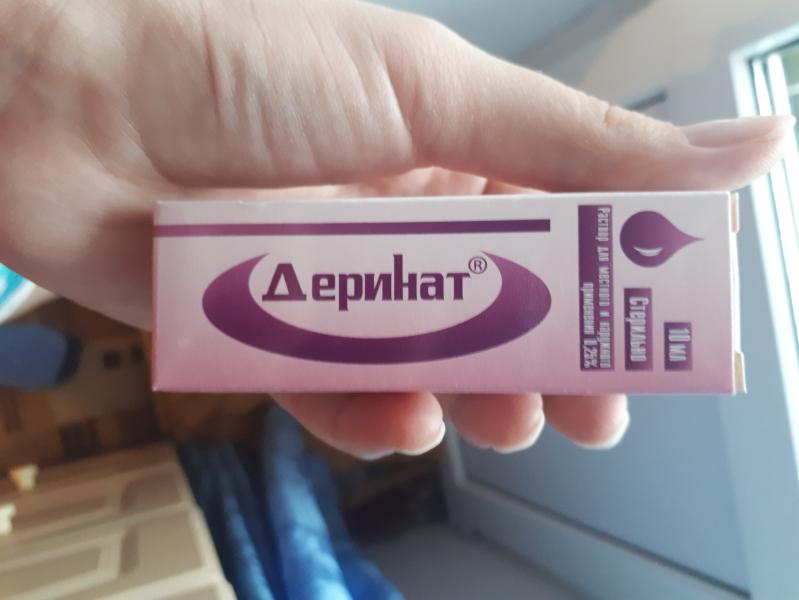 Деринат®
Раствор для местного и наружного
применения 0,25%
Стерильно
10 мл